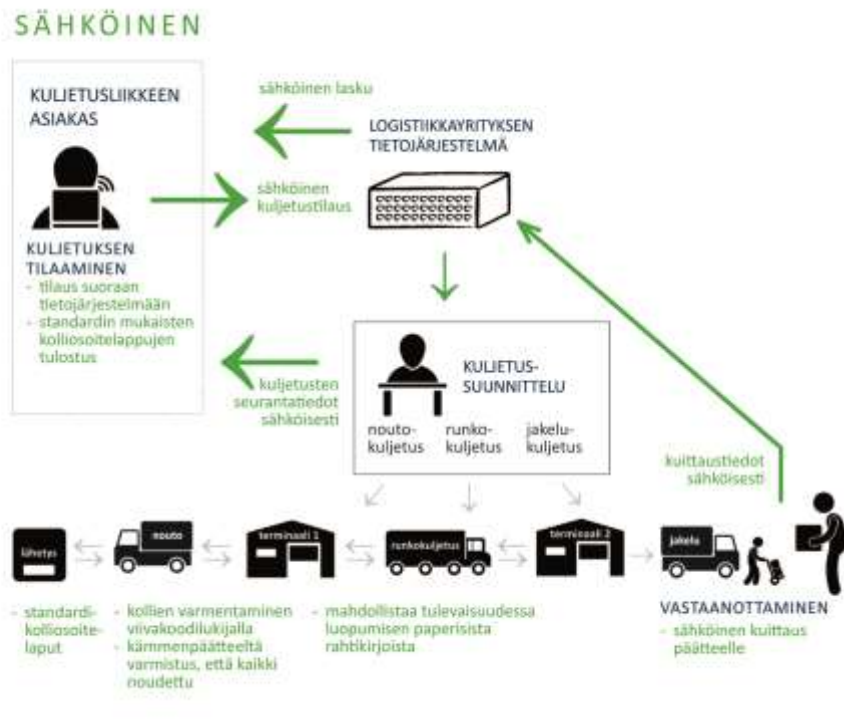 SÄHKÖINEN
KULJETUSLIIKKEEN
ASIAKAS
KULJETUKSEN
TILAAMINEN
- tilaus suoraan
tietojärjestelmään
- standardin mukaisten
kolliosoitelappujen
tulostus
sähköinen lasku
LOGISTIIKKAYRITYKSEN
TIETOJÄRJESTELMÄ
sähköinen
kuljetustilaus
kuljetusten
seurantatiedot
sähköisesti
KULJETUS-
SUUNNITTELU
nouto-
kuljetus
runko-
kuljetus
jakelu-
kuljetus
kuittaustiedot
sähköisesti
lähetys
nouto
terminaali 1
runkokuljetus
terminaali 2
jakelu
- standardi-
kolliosoite-
laput
- kollien varmentaminen
viivakoodilukijalla
- kämmenpäätteeltä
varmistus, että kaikki
noudettu
- mahdollistaa tulevaisuudessa
luopumisen paperisista
rahtikirjoista
VASTAANOTTAMINEN
- sähköinen kuittaus
päätteelle